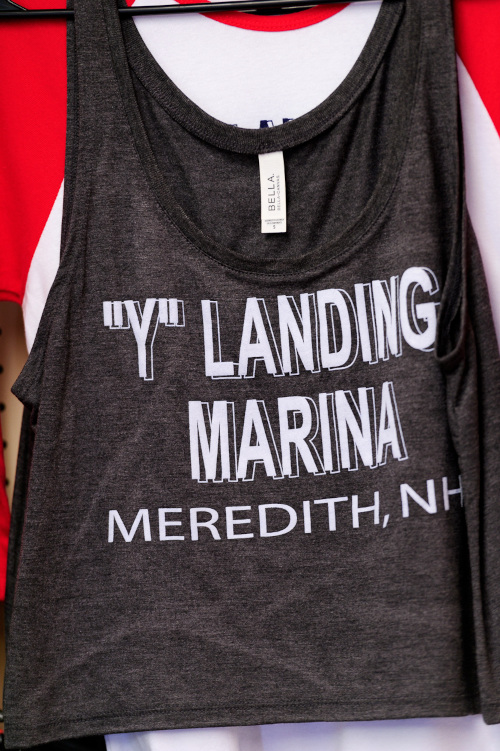 BELLA.
"Y" LANDING
MARINA
MEREDITH, NH